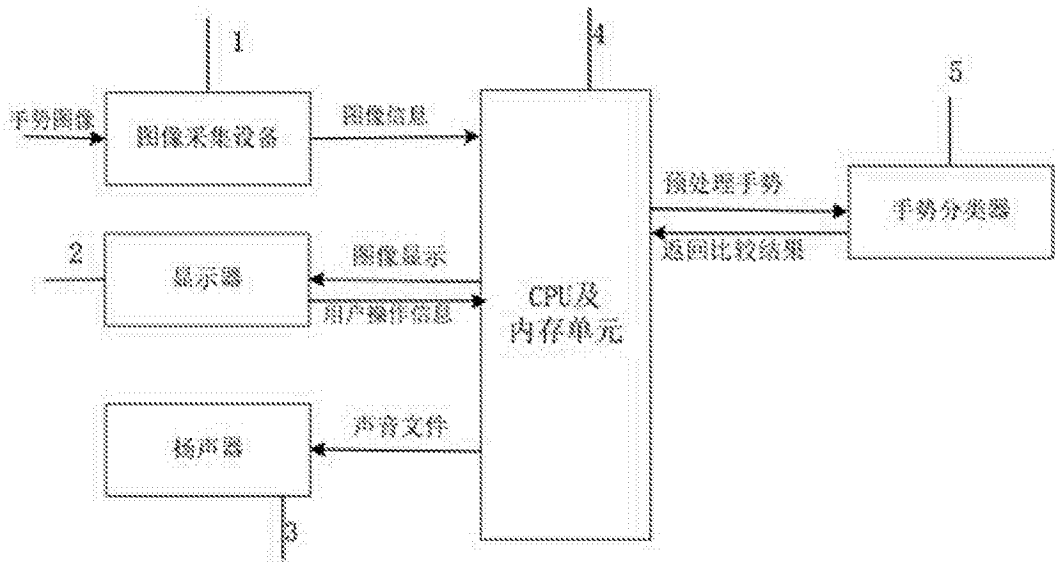 1
4
5
手势图像
图像采集设备
图像信息
预处理手势
手势分类器
返回比较结果
2
显示器
图像显示
用户操作信息
CPU及
内存单元
扬声器
声音文件
3